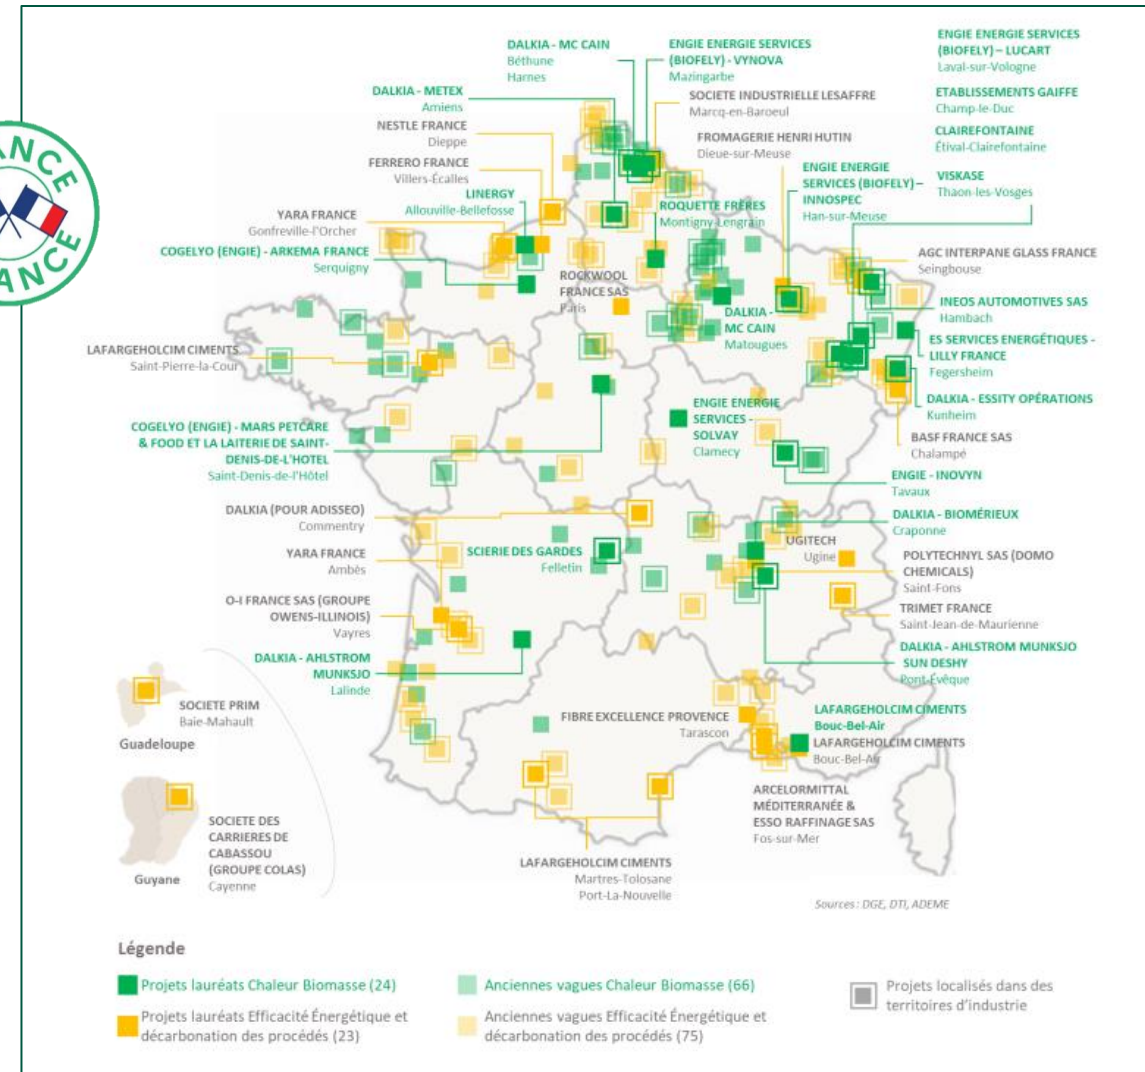 ANCE
ANCE
DALKIA - MC CAIN
Béthune
Harnes
ENGIE ENERGIE SERVICES
(BIOFELY) - VYNOVA
Mazingarbe
ENGIE ENERGIE SERVICES
(BIOFELY) – LUCART
Laval-sur-Vologne
DALKIA - METEX
Amiens
SOCIETE INDUSTRIELLE LESAFFRE
Marcq-en-Baroeul
ETABLISSEMENTS GAIFFE
Champ-le-Duc
NESTLE FRANCE
Dieppe
FROMAGERIE HENRI HUTIN
Dieue-sur-Meuse
CLAIREFONTAINE
Étival-Clairefontaine
FERRERO FRANCE
Villers-Écalles
ENGIE ENERGIE
SERVICES (BIOFELY) –
INNOSPEC
Han-sur-Meuse
VISKASE
Thaon-les-Vosges
LINERGY
Allouville-Bellefosse
ROQUETTE FRÈRES
Montigny-Lengrain
YARA FRANCE
Gonfreville-l'Orcher
COGELYO (ENGIE) - ARKEMA FRANCE
Serquigny
AGC INTERPANE GLASS FRANCE
Seingbouse
ROCKWOOL
FRANCE SAS
Paris
INEOS AUTOMOTIVES SAS
Hambach
DALKIA -
MC CAIN
Matougues
ES SERVICES ENERGÉTIQUES -
LILLY FRANCE
Fegersheim
LAFARGEHOLCIM CIMENTS
Saint-Pierre-la-Cour
DALKIA - ESSITY OPÉRATIONS
Kunheim
ENGIE ENERGIE
SERVICES -
SOLVAY
Clamecy
COGELYO (ENGIE) - MARS PETCARE
& FOOD ET LA LAITERIE DE SAINT-
DENIS-DE-L'HOTEL
Saint-Denis-de-l'Hôtel
BASF FRANCE SAS
Chalampé
ENGIE - INOVYN
Tavaux
DALKIA (POUR ADISSEO)
Commentry
DALKIA - BIOMÉRIEUX
Craponne
YARA FRANCE
Ambès
SCIERIE DES GARDES
Felletin
UGITECH
Ugine
POLYTECHNYL SAS (DOMO
CHEMICALS)
Saint-Fons
O-I FRANCE SAS (GROUPE
OWENS-ILLINOIS)
Vayres
TRIMET FRANCE
Saint-Jean-de-Maurienne
DALKIA - AHLSTROM
MUNKSJO
Lalinde
DALKIA - AHLSTROM MUNKSJO
SUN DESHY
Pont-Évêque
SOCIETE PRIM
Baie-Mahault
Guadeloupe
FIBRE EXCELLENCE PROVENCE
Tarascon
LAFARGEHOLCIM CIMENTS
Bouc-Bel-Air
LAFARGEHOLCIM CIMENTS
Bouc-Bel-Air
ARCELORMITTAL
MÉDITERRANÉE &
ESSO RAFFINAGE SAS
Fos-sur-Mer
SOCIETE DES
CARRIERES DE
CABASSOU
(GROUPE COLAS)
Cayenne
Guyane
LAFARGEHOLCIM CIMENTS
Martres-Tolosane
Port-La-Nouvelle
Sources : DGE, DTI, ADEME
Légende
Projets lauréats Chaleur Biomasse (24)
Anciennes vagues Chaleur Biomasse (66)
Projets localisés dans des
territoires d'industrie
Projets lauréats Efficacité Énergétique et
décarbonation des procédés (23)
Anciennes vagues Efficacité Energétique et
décarbonation des procédés (75)